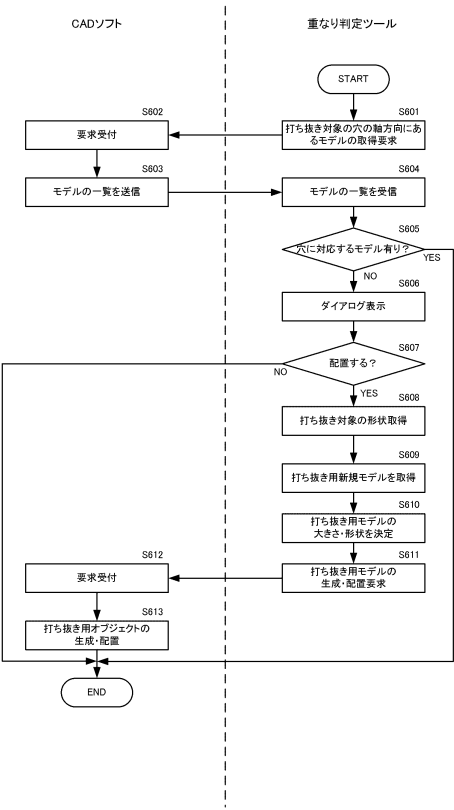 CADソフト
重なり判定ツール
START
S601
打ち抜き対象の穴の軸方向にあ
るモデルの取得要求
S602
要求受付
S603
モデルの一覧を送信
S604
モデルの一覧を受信
S605
穴に対応するモデル有り？
YES
NO
S606
ダイアログ表示
S607
配置する？
NO
YES
S608
打ち抜き対象の形状取得
S609
打ち抜き用新規モデルを取得
S610
打ち抜き用モデルの
大きさ・形状を決定
S611
打ち抜き用モデルの
生成・配置要求
S612
要求受付
S613
打ち抜き用オブジェクトの
生成・配置
END